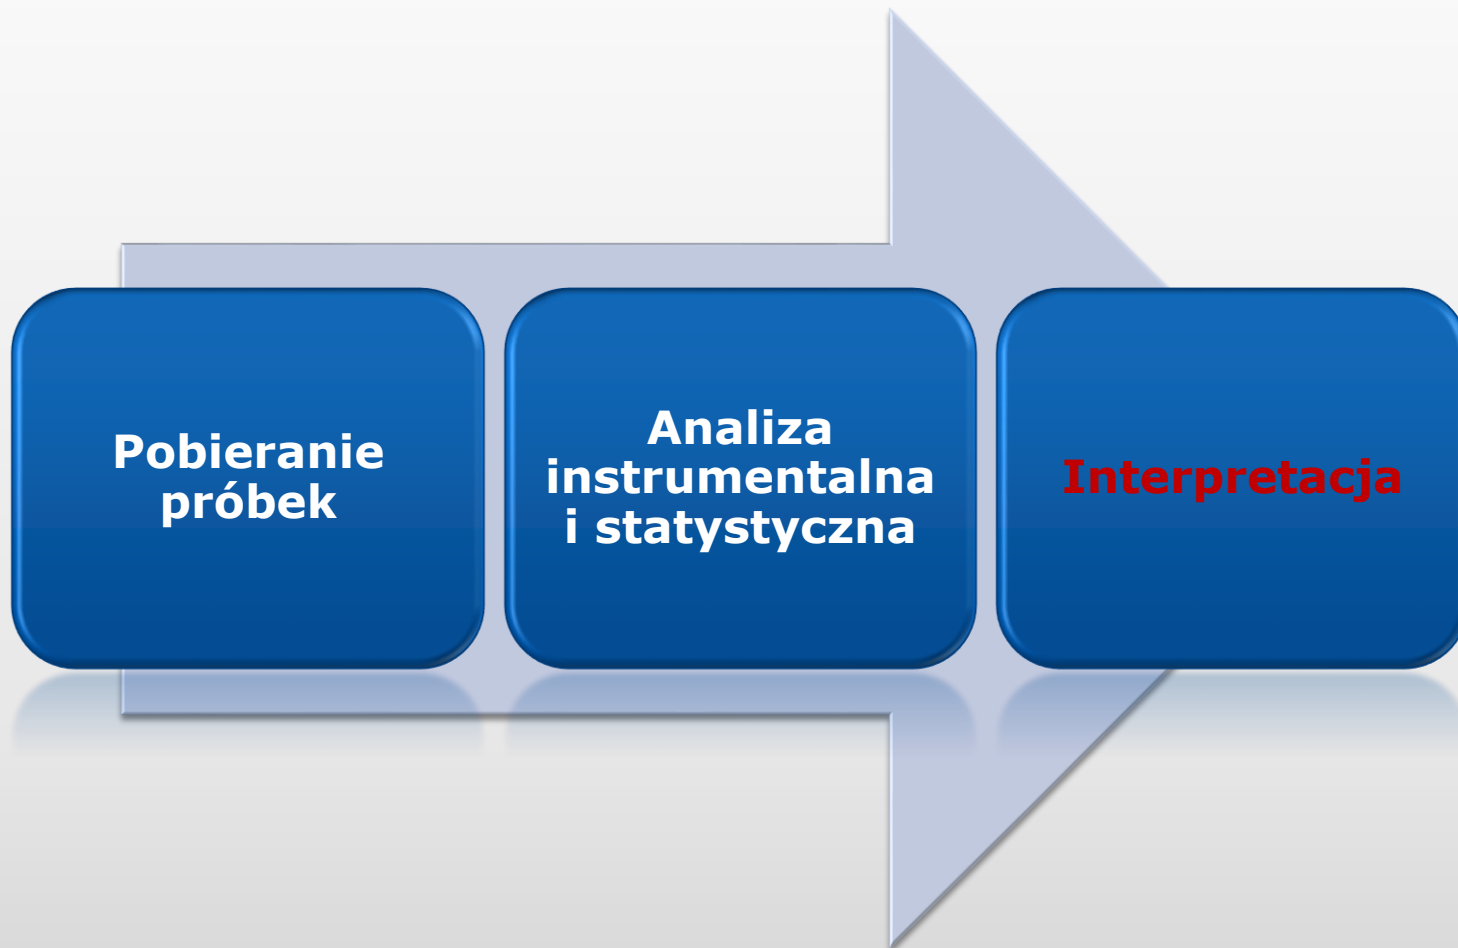 Pobieranie
próbek
Analiza
instrumentalna
i statystyczna
Interpretacja